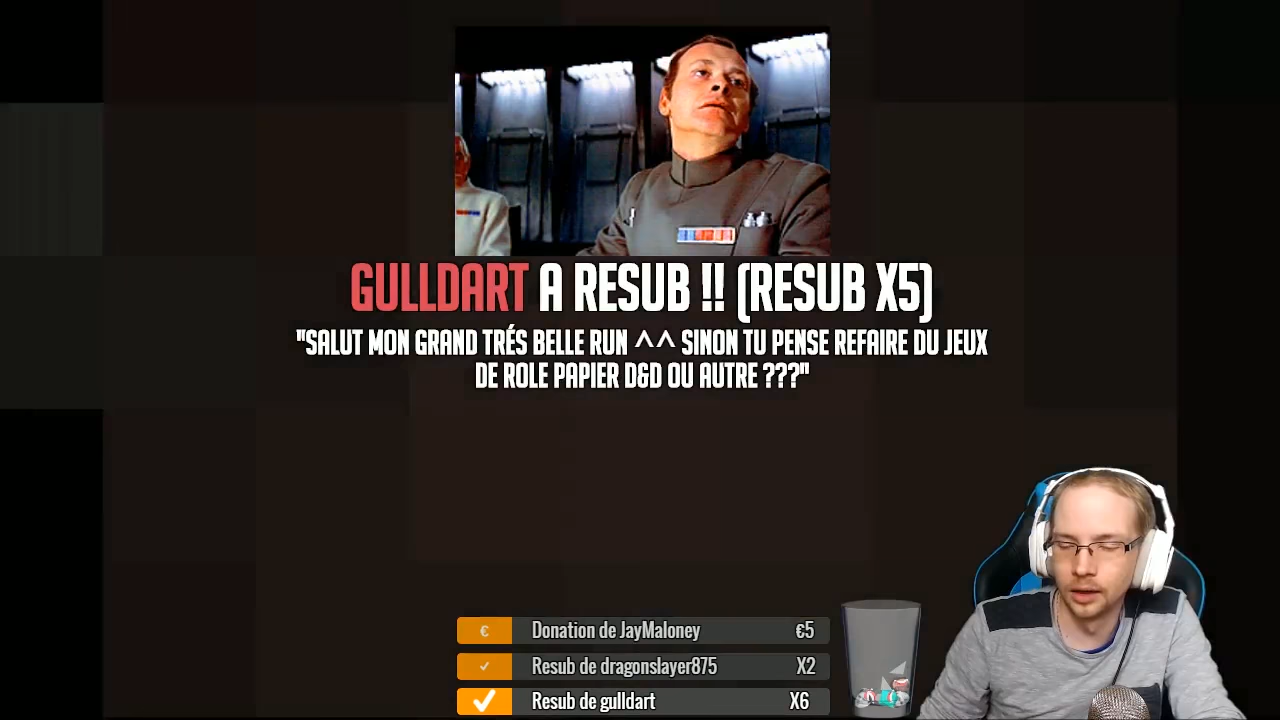 GULLDART A RESUB !! (RESUB X5)
"SALUT MON GRAND TRÉS BELLE RUN ^^ SINON TU PENSE REFAIRE DU JEUX
DE ROLE PAPIER D&D OU AUTRE ???"
€ Donation de JayMaloney €5
✓ Resub de dragonslayer875 X2
✓ Resub de gulldart X6